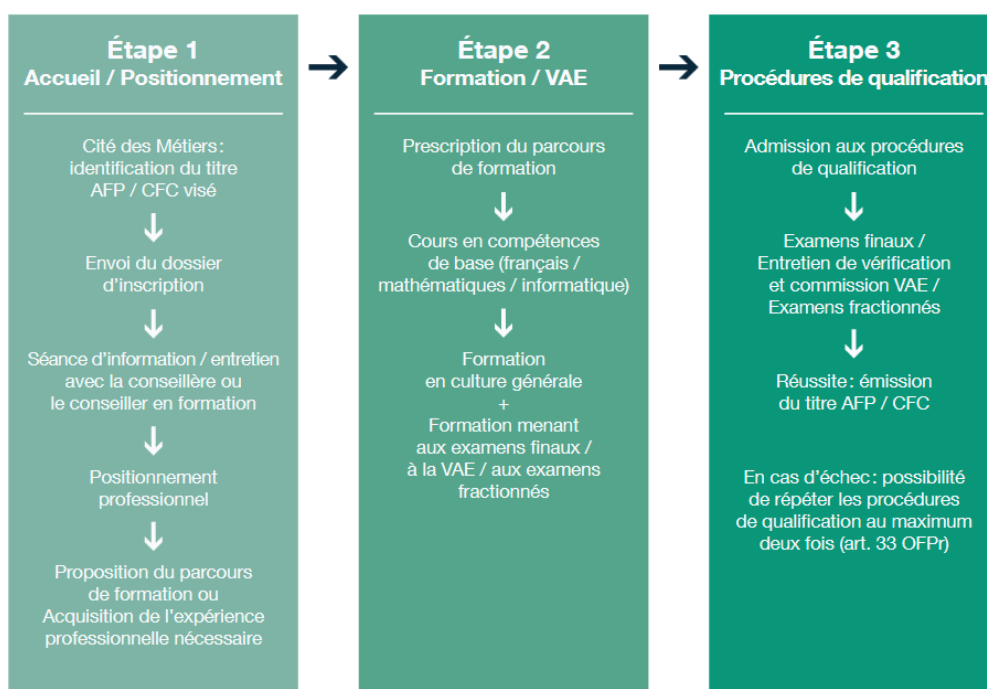 Étape 1
Accueil / Positionnement
Cité des Métiers:
identification du titre
AFP / CFC visé
Envoi du dossier
d'inscription
Séance d'information / entretien
avec la conseillère ou
le conseiller en formation
Positionnement
professionnel
Proposition du parcours
de formation ou
Acquisition de l'expérience
professionnelle nécessaire
Étape 2
Formation / VAE
Prescription du parcours
de formation
Cours en compétences
de base (français /
mathématiques / informatique)
Formation
en culture générale
+
Formation menant
aux examens finaux /
à la VAE / aux examens
fractionnés
Étape 3
Procédures de qualification
Admission aux procédures
de qualification
Examens finaux /
Entretien de vérification
et commission VAE /
Examens fractionnés
Réussite: émission
du titre AFP / CFC
En cas d'échec: possibilité
de répéter les procédures
de qualification au maximum
deux fois (art. 33 OFPr)